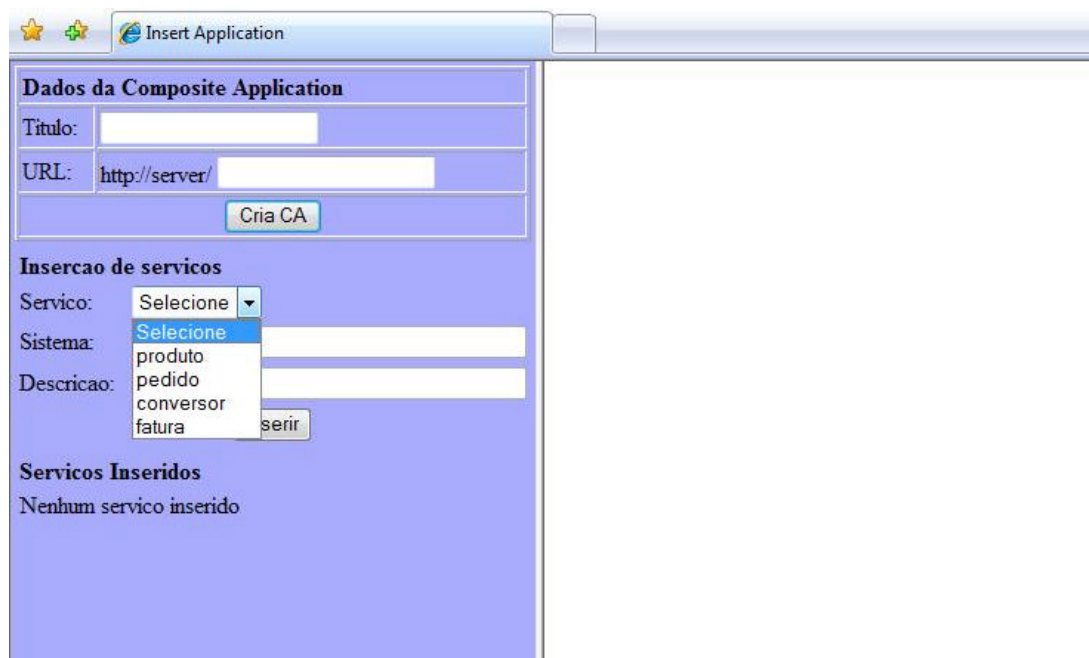 Insert Application
Dados da Composite Application
Titulo:
URL: http://server/
Cria CA
Insercao de servicos
Servico: Selecione
Selecione
Sistema:
produto
pedido
Descricao:
conversor
fatura
serir
Servicos Inseridos
Nenhum servico inserido